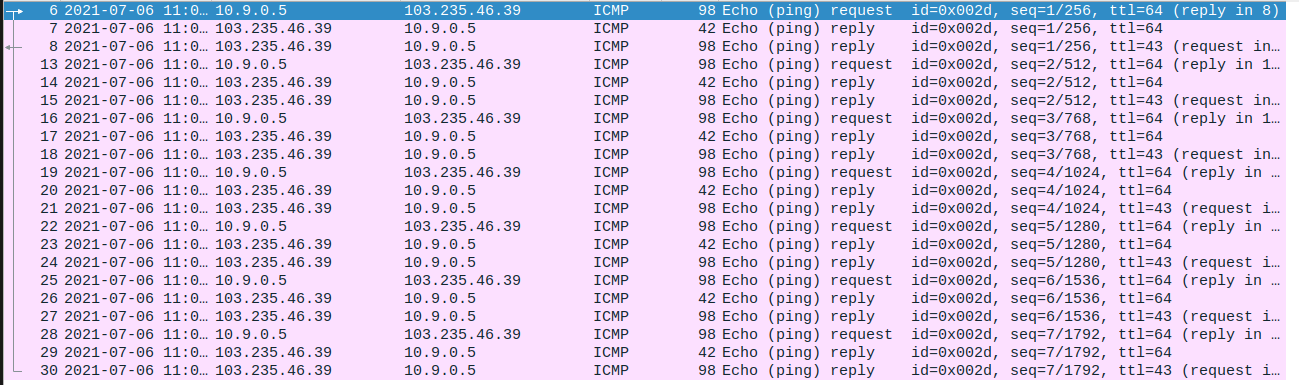 6 2021-07-06 11:0… 10.9.0.5 103.235.46.39 ICMP 98 Echo (ping) request id=0x002d, seq=1/256, ttl=64 (reply in 8)
7 2021-07-06 11:0… 103.235.46.39 10.9.0.5 ICMP 42 Echo (ping) reply id=0x002d, seq=1/256, ttl=64
8 2021-07-06 11:0… 103.235.46.39 10.9.0.5 ICMP 98 Echo (ping) reply id=0x002d, seq=1/256, ttl=43 (request in…
13 2021-07-06 11:0… 10.9.0.5 103.235.46.39 ICMP 98 Echo (ping) request id=0x002d, seq=2/512, ttl=64 (reply in 1…
14 2021-07-06 11:0… 103.235.46.39 10.9.0.5 ICMP 42 Echo (ping) reply id=0x002d, seq=2/512, ttl=64
15 2021-07-06 11:0… 103.235.46.39 10.9.0.5 ICMP 98 Echo (ping) reply id=0x002d, seq=2/512, ttl=43 (request in…
16 2021-07-06 11:0… 10.9.0.5 103.235.46.39 ICMP 98 Echo (ping) request id=0x002d, seq=3/768, ttl=64 (reply in 1…
17 2021-07-06 11:0… 103.235.46.39 10.9.0.5 ICMP 42 Echo (ping) reply id=0x002d, seq=3/768, ttl=64
18 2021-07-06 11:0… 103.235.46.39 10.9.0.5 ICMP 98 Echo (ping) reply id=0x002d, seq=3/768, ttl=43 (request in…
19 2021-07-06 11:0… 10.9.0.5 103.235.46.39 ICMP 98 Echo (ping) request id=0x002d, seq=4/1024, ttl=64 (reply in …
20 2021-07-06 11:0… 103.235.46.39 10.9.0.5 ICMP 42 Echo (ping) reply id=0x002d, seq=4/1024, ttl=64
21 2021-07-06 11:0… 103.235.46.39 10.9.0.5 ICMP 98 Echo (ping) reply id=0x002d, seq=4/1024, ttl=43 (request i…
22 2021-07-06 11:0… 10.9.0.5 103.235.46.39 ICMP 98 Echo (ping) request id=0x002d, seq=5/1280, ttl=64 (reply in …
23 2021-07-06 11:0… 103.235.46.39 10.9.0.5 ICMP 42 Echo (ping) reply id=0x002d, seq=5/1280, ttl=64
24 2021-07-06 11:0… 103.235.46.39 10.9.0.5 ICMP 98 Echo (ping) reply id=0x002d, seq=5/1280, ttl=43 (request i…
25 2021-07-06 11:0… 10.9.0.5 103.235.46.39 ICMP 98 Echo (ping) request id=0x002d, seq=6/1536, ttl=64 (reply in …
26 2021-07-06 11:0… 103.235.46.39 10.9.0.5 ICMP 42 Echo (ping) reply id=0x002d, seq=6/1536, ttl=64
27 2021-07-06 11:0… 103.235.46.39 10.9.0.5 ICMP 98 Echo (ping) reply id=0x002d, seq=6/1536, ttl=43 (request i…
28 2021-07-06 11:0… 10.9.0.5 103.235.46.39 ICMP 98 Echo (ping) request id=0x002d, seq=7/1792, ttl=64 (reply in …
29 2021-07-06 11:0… 103.235.46.39 10.9.0.5 ICMP 42 Echo (ping) reply id=0x002d, seq=7/1792, ttl=64
30 2021-07-06 11:0… 103.235.46.39 10.9.0.5 ICMP 98 Echo (ping) reply id=0x002d, seq=7/1792, ttl=43 (request i…